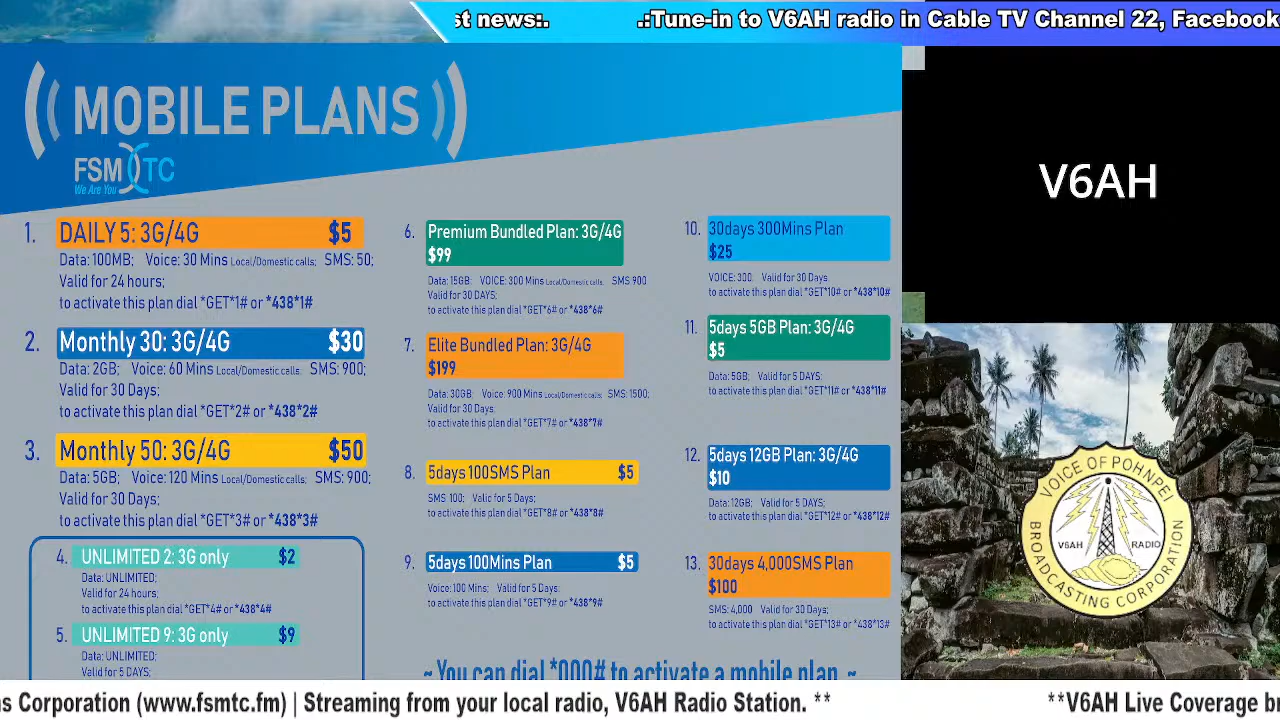 st news:.
.:Tune-in to V6AH radio in Cable TV Channel 22, Facebook
MOBILE PLANS
FSMTC
We Are You
1. DAILY 5: 3G/4G $5
Data: 100MB; Voice: 30 Mins Local/Domestic calls; SMS: 50;
Valid for 24 hours;
to activate this plan dial *GET*1# or *438*1#
2. Monthly 30: 3G/4G $30
Data: 2GB; Voice: 60 Mins Local/Domestic calls; SMS: 900;
Valid for 30 Days;
to activate this plan dial *GET*2# or *438*2#
3. Monthly 50: 3G/4G $50
Data: 5GB; Voice: 120 Mins Local/Domestic calls; SMS: 900;
Valid for 30 Days;
to activate this plan dial *GET*3# or *438*3#
4. UNLIMITED 2: 3G only $2
Data: UNLIMITED;
Valid for 24 hours;
to activate this plan dial *GET*4# or *438*4#
5. UNLIMITED 9: 3G only $9
Data: UNLIMITED;
Valid for 5 DAYS;
6. Premium Bundled Plan: 3G/4G
$99
Data: 15GB; VOICE: 300 Mins Local/Domestic calls; SMS 900
Valid for 30 DAYS;
to activate this plan dial *GET*6# or *438*6#
7. Elite Bundled Plan: 3G/4G
$199
Data: 30GB; Voice: 900 Mins Local/Domestic calls; SMS: 1500;
Valid for 30 Days;
to activate this plan dial *GET*7# or *438*7#
8. 5days 100SMS Plan $5
SMS 100; Valid for 5 Days;
to activate this plan dial *GET*8# or *438*8#
9. 5days 100Mins Plan $5
Voice: 100 Mins; Valid for 5 Days;
to activate this plan dial *GET*9# or *438*9#
10. 30days 300Mins Plan
$25
VOICE: 300 Valid for 30 Days;
to activate this plan dial *GET*10# or *438*10#
11. 5days 5GB Plan: 3G/4G
$5
Data: 5GB; Valid for 5 DAYS;
to activate this plan dial *GET*11# or *438*11#
12. 5days 12GB Plan: 3G/4G
$10
Data: 12GB; Valid for 5 DAYS;
to activate this plan dial *GET*12# or *438*12#
13. 30days 4,000SMS Plan
$100
SMS: 4,000 Valid for 30 Days;
to activate this plan dial *GET*13# or *438*13#
~ You can dial *000# to activate a mobile plan ~
V6AH
VOICE OF POHNPEI
V6AH RADIO
BROADCASTING CORPORATION
ns Corporation (www.fsmtc.fm) | Streaming from your local radio, V6AH Radio Station. **
**V6AH Live Coverage br